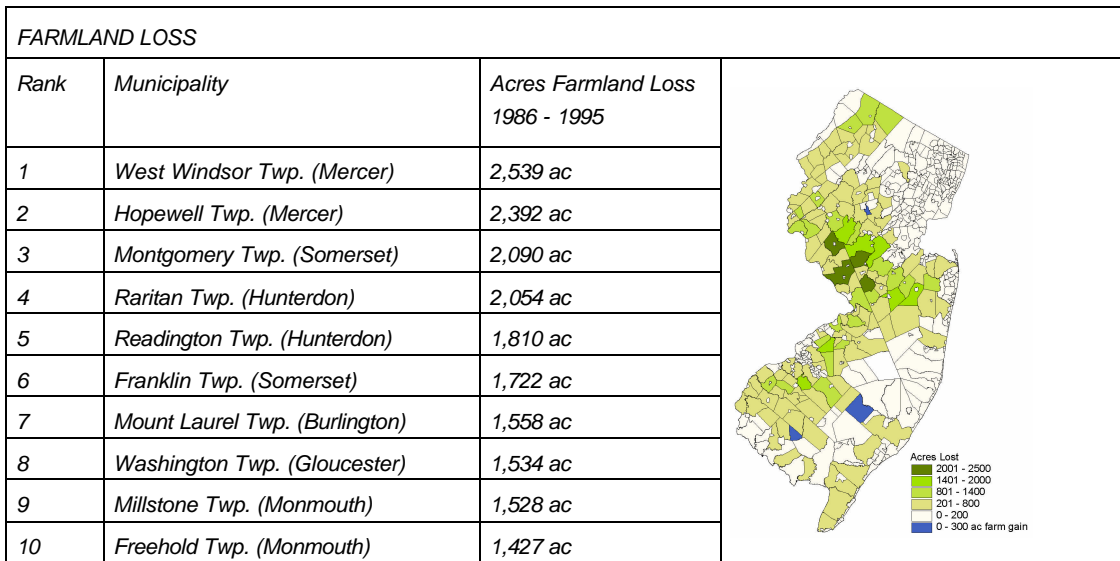 FARMLAND LOSS
Rank Municipality Acres Farmland Loss
1986 - 1995
1 West Windsor Twp. (Mercer) 2,539 ac
2 Hopewell Twp. (Mercer) 2,392 ac
3 Montgomery Twp. (Somerset) 2,090 ac
4 Raritan Twp. (Hunterdon) 2,054 ac
5 Readington Twp. (Hunterdon) 1,810 ac
6 Franklin Twp. (Somerset) 1,722 ac
7 Mount Laurel Twp. (Burlington) 1,558 ac
8 Washington Twp. (Gloucester) 1,534 ac
9 Millstone Twp. (Monmouth) 1,528 ac
10 Freehold Twp. (Monmouth) 1,427 ac
Acres Lost
2001 - 2500
1401 - 2000
801 - 1400
201 - 800
0 - 200
0 - 300 ac farm gain